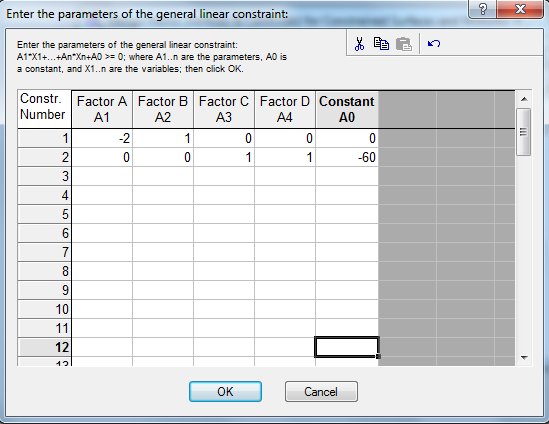 Enter the parameters of the general linear constraint:
Enter the parameters of the general linear constraint:
A1*X1+...+An*Xn+A0 >= 0; where A1..n are the parameters, A0 is
a constant, and X1..n are the variables; then click OK.
Constr. Factor A Factor B Factor C Factor D Constant
Number A1 A2 A3 A4 A0
1 -2 1 0 0 0
2 0 0 1 1 -60
3
4
5
6
7
8
9
10
11
12
OK Cancel